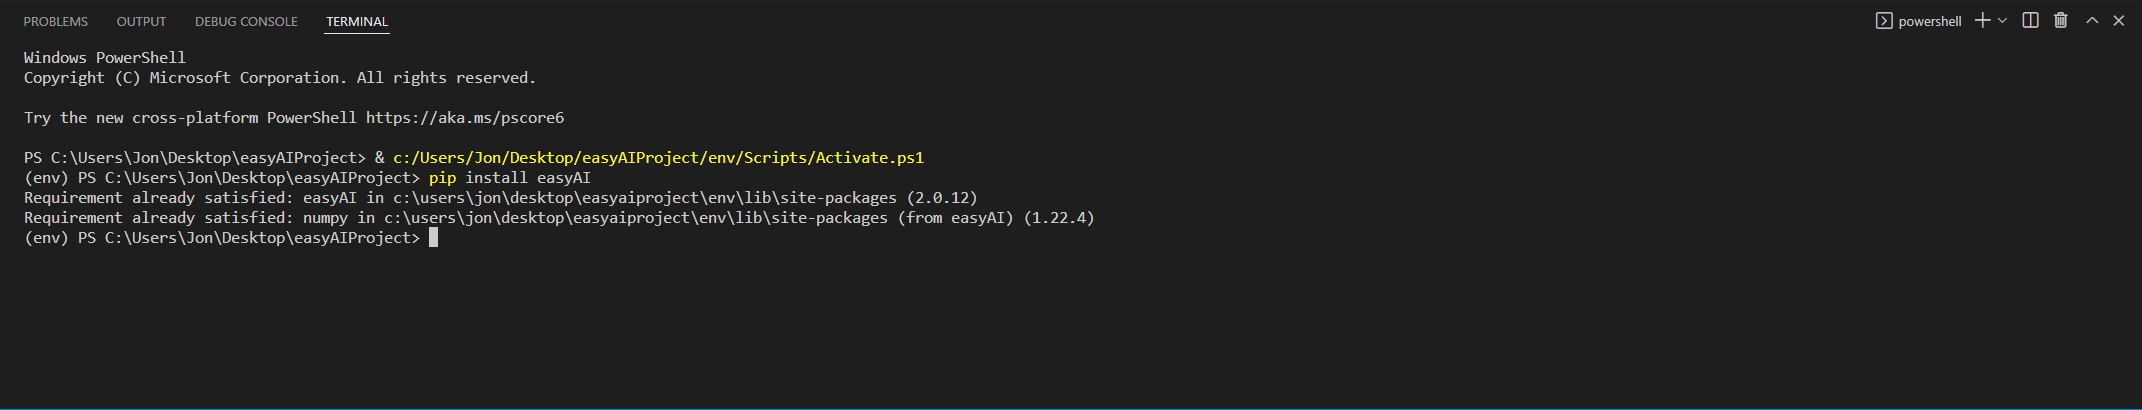 PROBLEMS OUTPUT DEBUG CONSOLE TERMINAL powershell
Windows PowerShell
Copyright (C) Microsoft Corporation. All rights reserved.
Try the new cross-platform PowerShell https://aka.ms/pscore6
PS C:\Users\Jon\Desktop\easyAIProject> & c:/Users/Jon/Desktop/easyAIProject/env/Scripts/Activate.ps1
(env) PS C:\Users\Jon\Desktop\easyAIProject> pip install easyAI
Requirement already satisfied: easyAI in c:\users\jon\desktop\easyaiproject\env\lib\site-packages (2.0.12)
Requirement already satisfied: numpy in c:\users\jon\desktop\easyaiproject\env\lib\site-packages (from easyAI) (1.22.4)
(env) PS C:\Users\Jon\Desktop\easyAIProject>